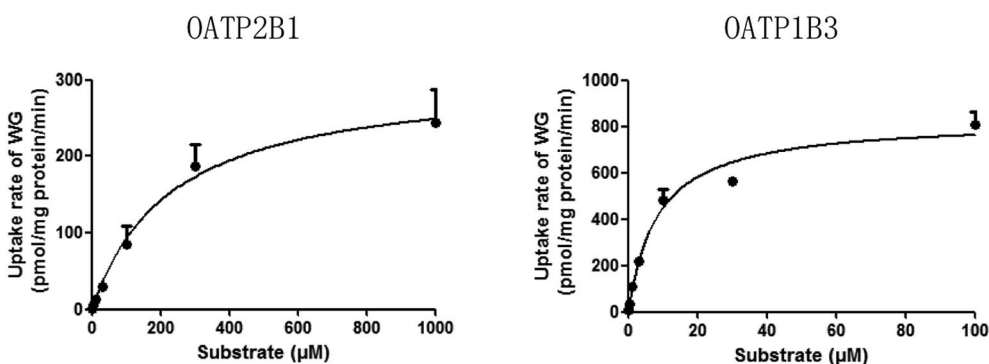 OATP2B1
Uptake rate of WG
(pmol/mg protein/min)
300
200
100
0
0
200
400
600
800
1000
Substrate (µM)
OATP1B3
Uptake rate of WG
(pmol/mg protein/min)
1000
800
600
400
200
0
0
20
40
60
80
100
Substrate (µM)